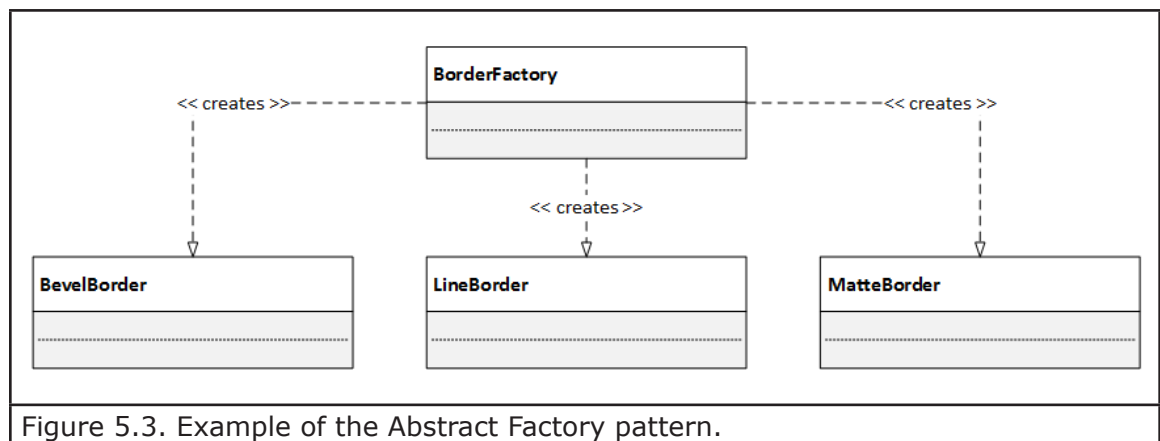 BorderFactory
<< creates >>
<< creates >>
<< creates >>
BevelBorder
LineBorder
MatteBorder
Figure 5.3. Example of the Abstract Factory pattern.